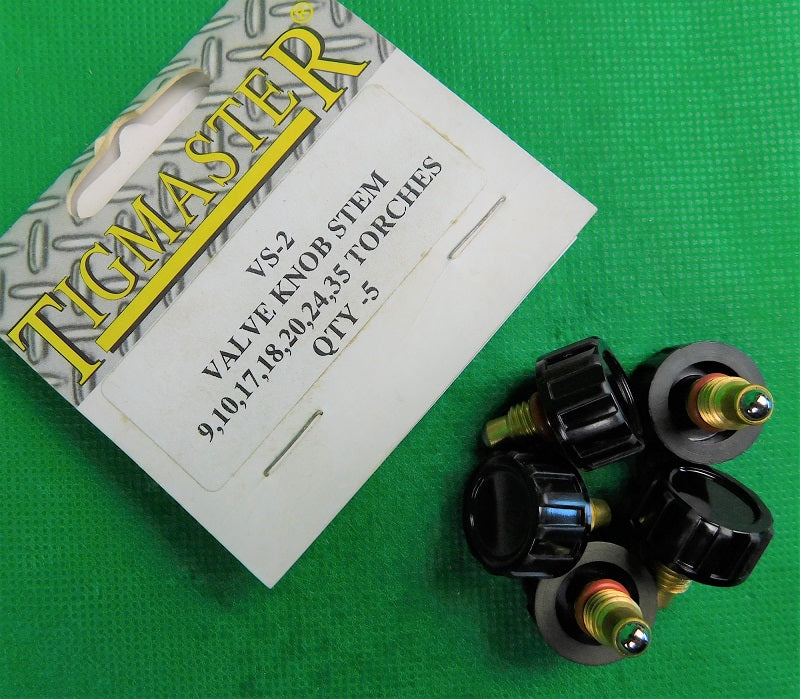 TIGMASTER®
VS-2
VALVE KNOB STEM
9,10,17,18,20,24,35 TORCHES
QTY -5